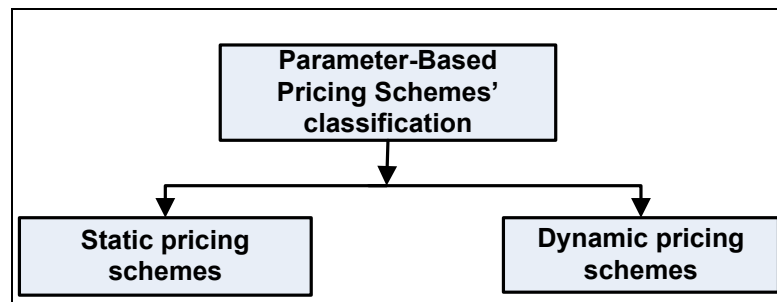 Parameter-Based
Pricing Schemes’
classification
Static pricing
schemes
Dynamic pricing
schemes